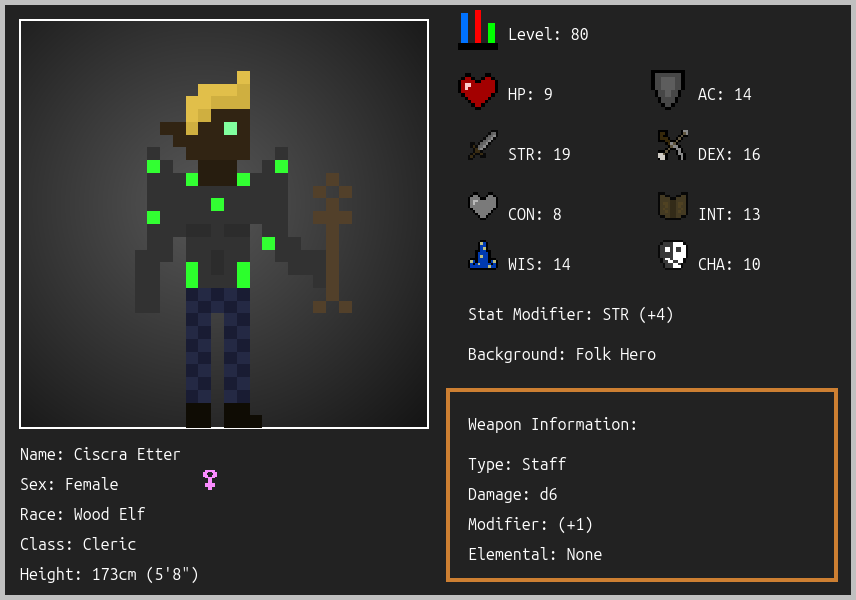 Level: 80
HP: 9
AC: 14
STR: 19
DEX: 16
CON: 8
INT: 13
WIS: 14
CHA: 10
Stat Modifier: STR (+4)
Background: Folk Hero
Weapon Information:
Type: Staff
Damage: d6
Modifier: (+1)
Elemental: None
Name: Ciscra Etter
Sex: Female
Race: Wood Elf
Class: Cleric
Height: 173cm (5'8")